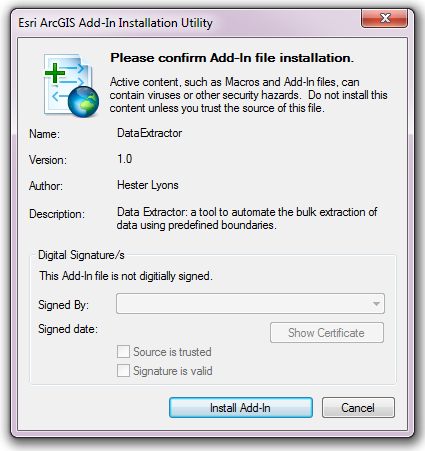 Esri ArcGIS Add-In Installation Utility
Please confirm Add-In file installation.
Active content, such as Macros and Add-In files, can
contain viruses or other security hazards. Do not install this
content unless you trust the source of this file.
Name: DataExtractor
Version: 1.0
Author: Hester Lyons
Description: Data Extractor: a tool to automate the bulk extraction of
data using predefined boundaries.
Digital Signature/s
This Add-In file is not digitially signed.
Signed By:
Signed date: Show Certificate
Source is trusted
Signature is valid
Install Add-In Cancel